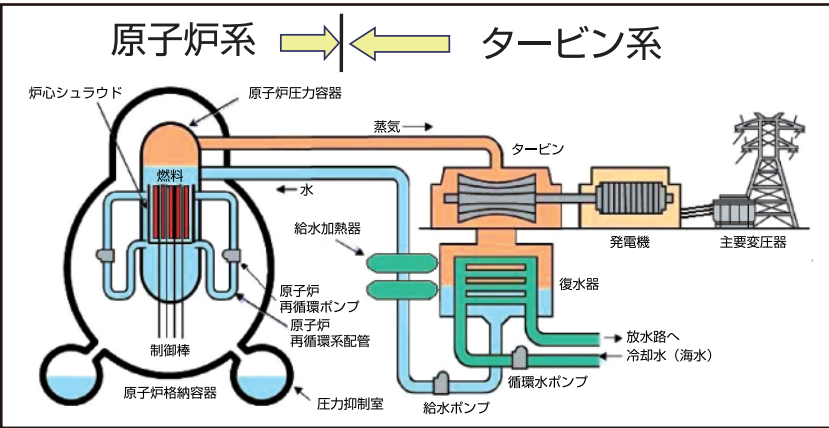 原子炉系
タービン系
炉心シュラウド
原子炉圧力容器
蒸気
タービン
燃料
水
給水加熱器
発電機
主要変圧器
復水器
原子炉
再循環ポンプ
原子炉
再循環系配管
放水路へ
冷却水（海水）
制御棒
循環水ポンプ
原子炉格納容器
圧力抑制室
給水ポンプ